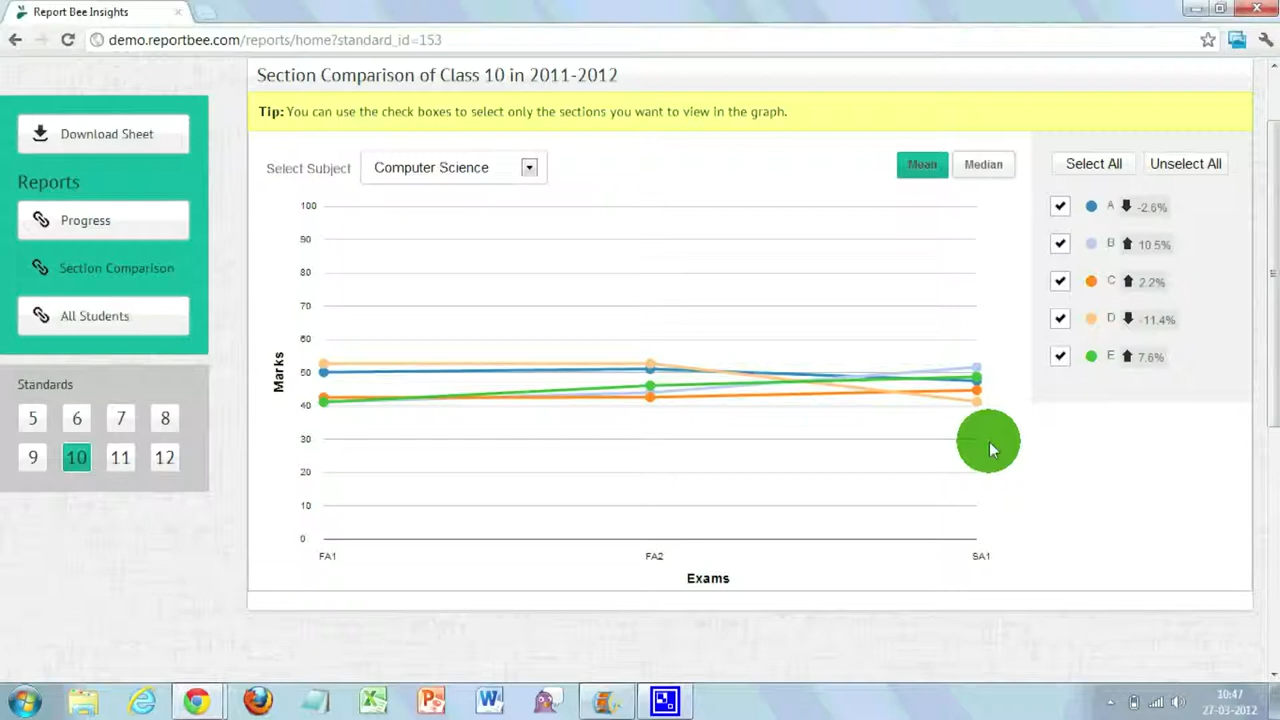 Report Bee Insights
demo.reportbee.com/reports/home?standard_id=153
Section Comparison of Class 10 in 2011-2012
Tip: You can use the check boxes to select only the sections you want to view in the graph.
Download Sheet
Reports
Progress
Section Comparison
All Students
Standards
5 6 7 8
9 10 11 12
Select Subject Computer Science Mean Median
Select All Unselect All
A -2.6%
B 10.5%
C 2.2%
D -11.4%
E 7.6%
100
90
80
70
60
50
40
30
20
10
0
Marks
FA1 FA2 SA1
Exams
10:47
27-03-2012